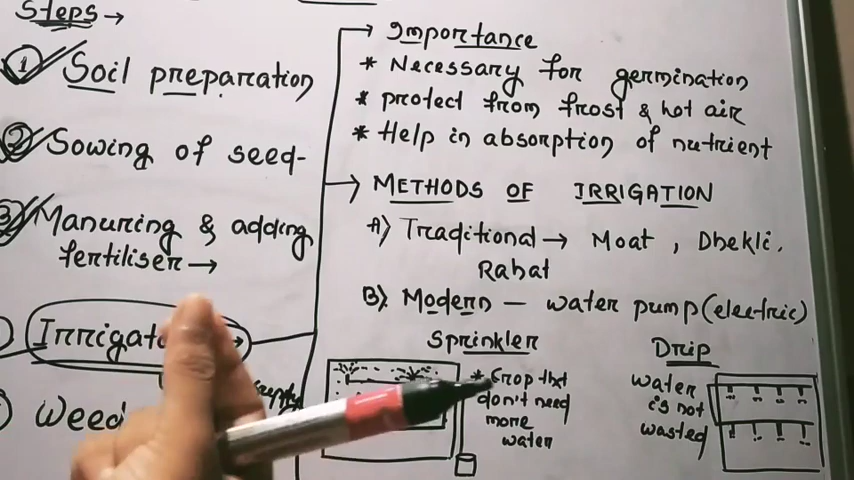 Steps →
① Soil preparation
② Sowing of seed-
③ Manuring & adding
fertiliser →
Irrigat
Weed
→ Importance
* Necessary for germination
* protect from frost & hot air
* Help in absorption of nutrient
→ METHODS OF IRRIGATION
A) Traditional → Moat, Dhekli,
Rahat
B) Modern — water pump (electric)
Sprinkler
* Crop that
don't need
more
water
Drip
water
is not
wasted